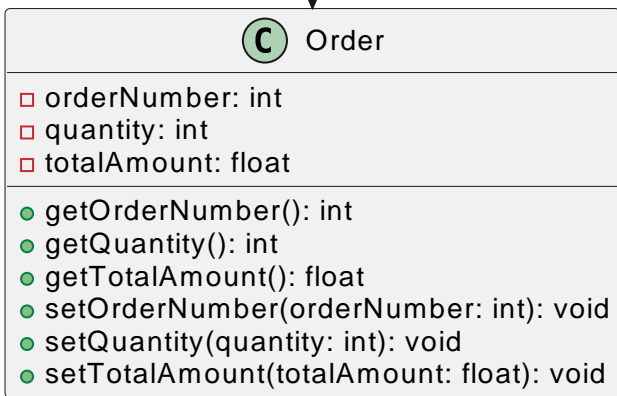 C Order
orderNumber: int
quantity: int
totalAmount: float
getOrderNumber(): int
getQuantity(): int
getTotalAmount(): float
setOrderNumber(orderNumber: int): void
setQuantity(quantity: int): void
setTotalAmount(totalAmount: float): void